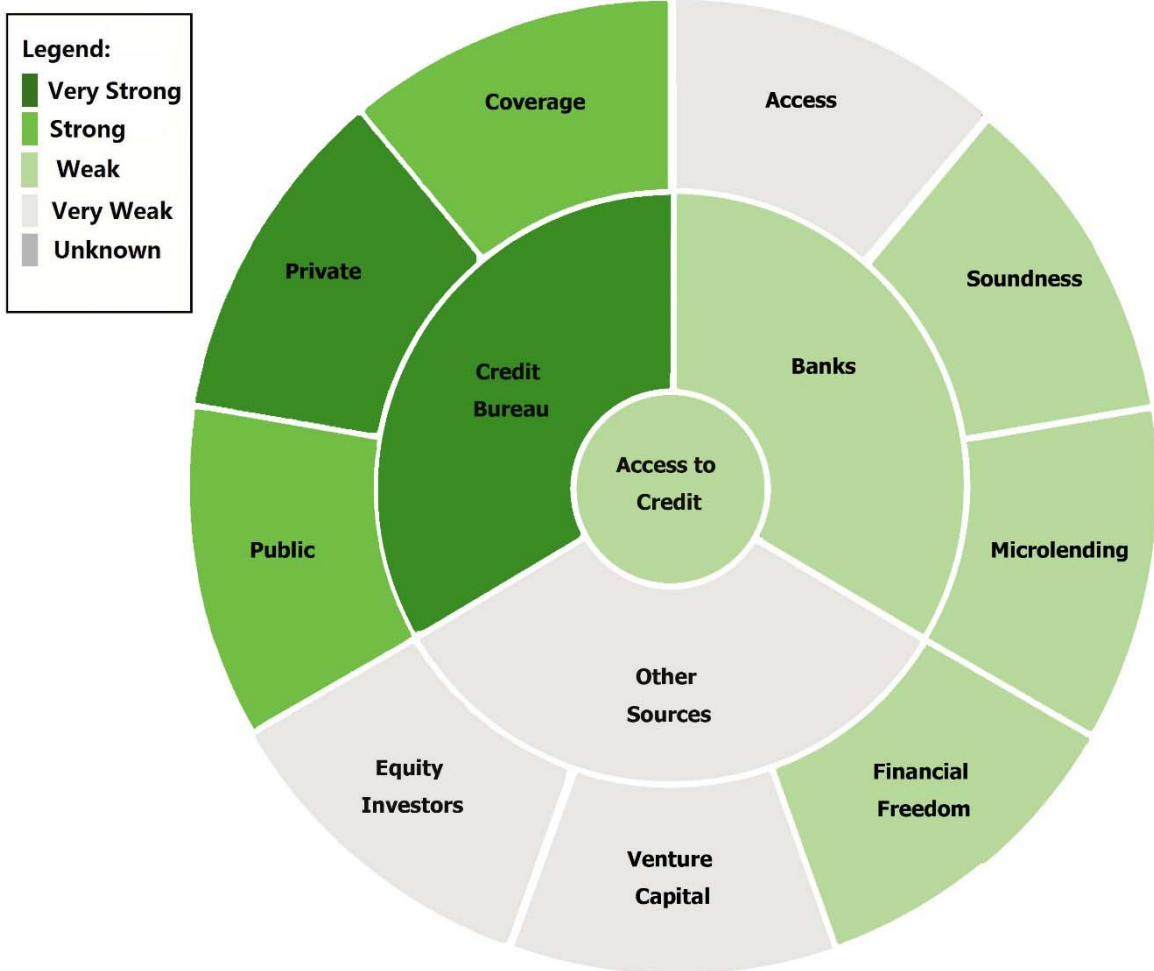 Legend:
Very Strong
Strong
Weak
Very Weak
Unknown
Coverage
Access
Private
Soundness
Credit
Bureau
Banks
Access to
Credit
Public
Microlending
Other
Sources
Equity
Investors
Financial
Freedom
Venture
Capital